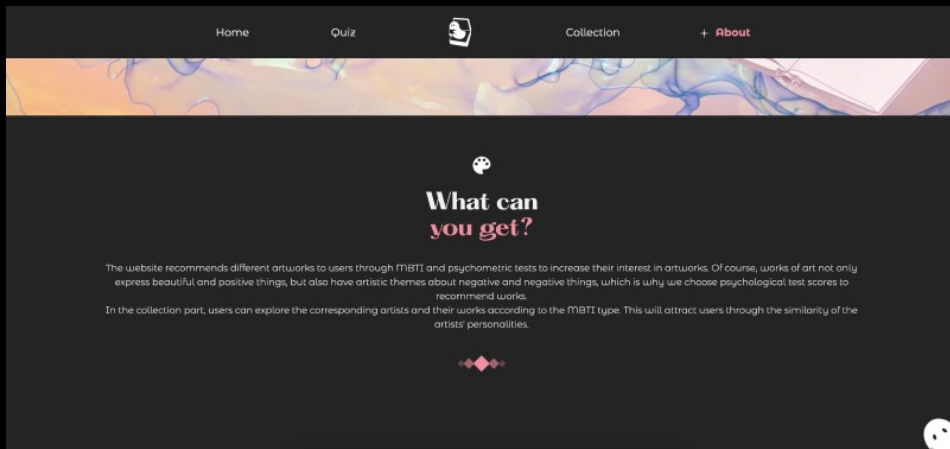 Home Quiz Collection + About
What can
you get?
The website recommends different artworks to users through MBTI and psychometric tests to increase their interest in artworks. Of course, works of art not only
express beautiful and positive things, but also have artistic themes about negative and negative things, which is why we choose psychological test scores to
recommend works.
In the collection part, users can explore the corresponding artists and their works according to the MBTI type. This will attract users through the similarity of the
artists' personalities.